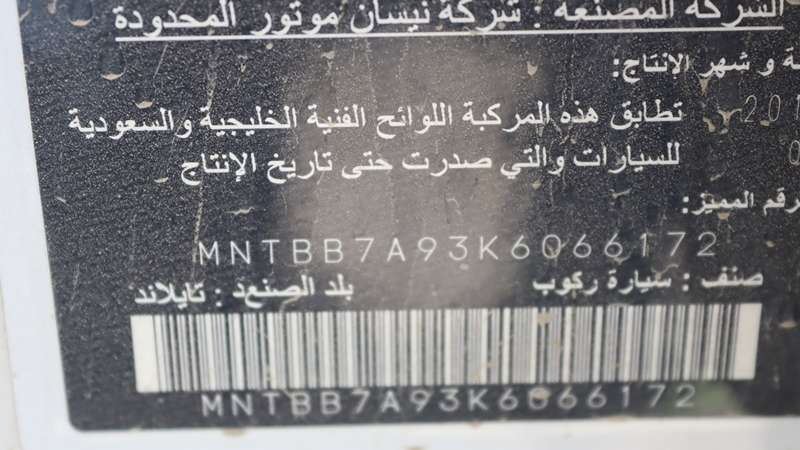 الشركة المصنعة : شركة نيسان موتور المحدودة
و شهر الإنتاج:
201
تطابق هذه المركبة اللوائح الفنية الخليجية والسعودية
للسيارات والتي صدرت حتى تاريخ الإنتاج
المميز:
MNTBB7A93K6066172
صنف : سيارة ركوب بلد الصنع : تايلاند
MNTBB7A93K6066172